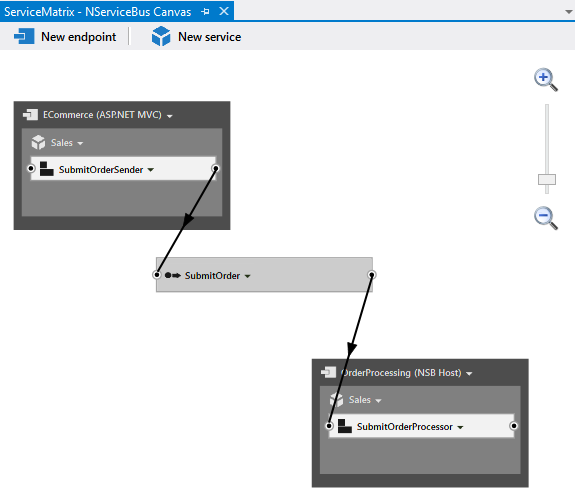 ServiceMatrix - NServiceBus Canvas
New endpoint
New service
ECommerce (ASP.NET MVC)
Sales
SubmitOrderSender
SubmitOrder
OrderProcessing (NSB Host)
Sales
SubmitOrderProcessor